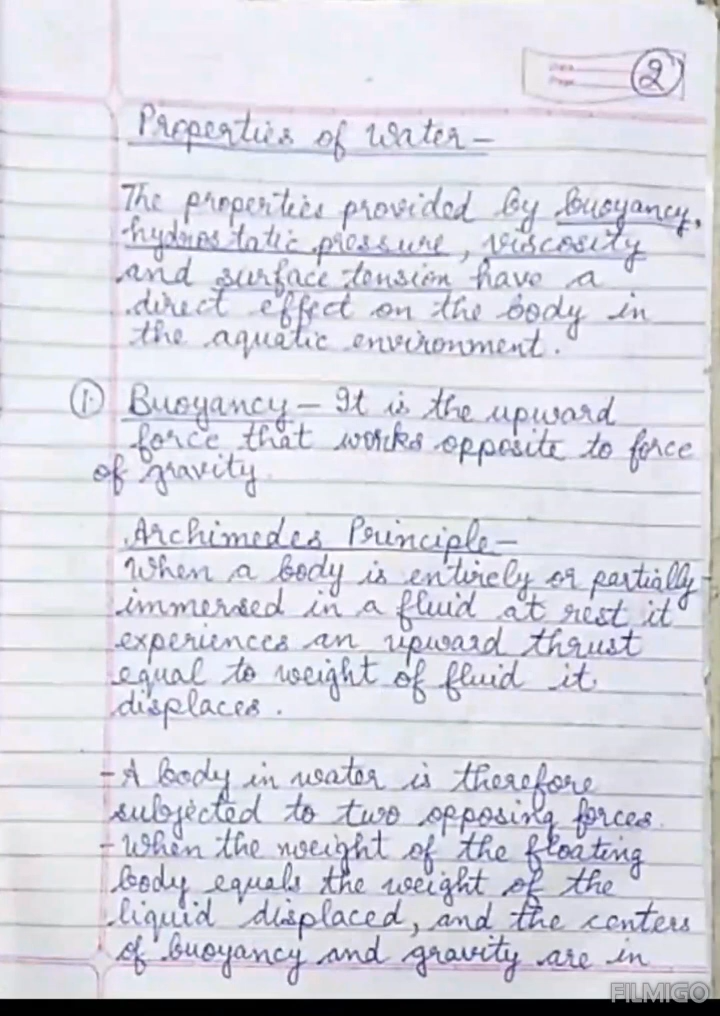 2
Properties of water -
The properties provided by buoyancy,
hydrostatic pressure, viscosity
and surface tension have a
direct effect on the body in
the aquatic environment.
1. Buoyancy - It is the upward
force that works opposite to force
of gravity.
Archimedes Principle -
When a body is entirely or partially
immersed in a fluid at rest it
experiences an upward thrust
equal to weight of fluid it
displaces.
- A body in water is therefore
subjected to two opposing forces.
- When the weight of the floating
body equals the weight of the
liquid displaced, and the centers
of buoyancy and gravity are in
FILMIGO